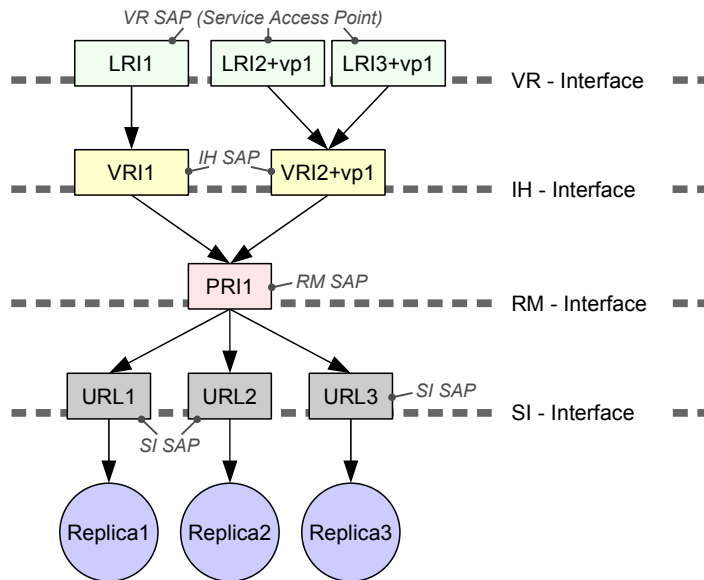 VR SAP (Service Access Point)
LRI1
LRI2+vp1
LRI3+vp1
VR - Interface
IH SAP
VRI1
VRI2+vp1
IH - Interface
PRI1
RM SAP
RM - Interface
URL1
URL2
URL3
SI SAP
SI - Interface
SI SAP
Replica1
Replica2
Replica3